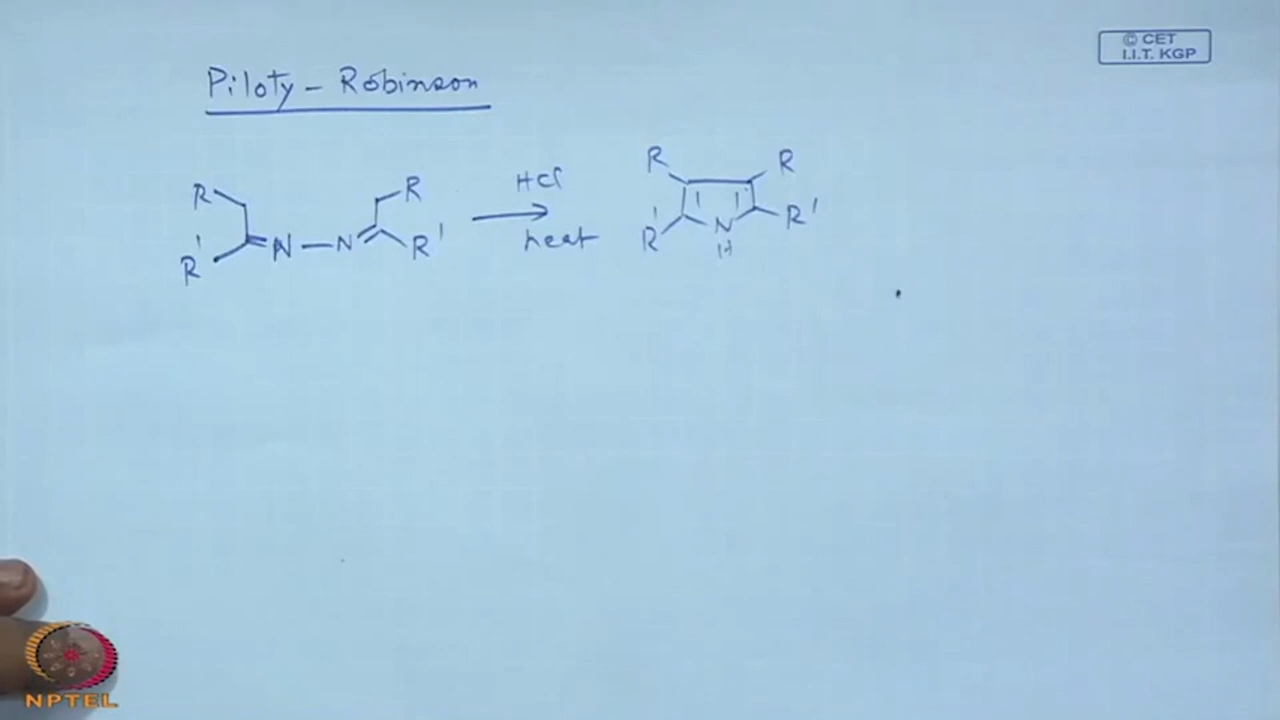 © CET
I.I.T. KGP
Piloty - Robinson
R R HCl R R
R' N - N R' heat R' N R'
H
NPTEL